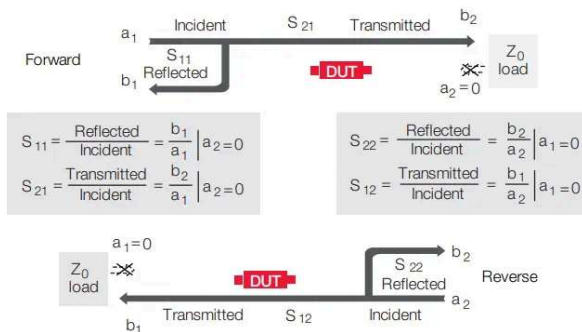 Incident S21 Transmitted b2
a1
Forward S11 Z0
Reflected DUT load
b1 a2=0
S11 = Reflected/Incident = b1/a1 | a2=0
S21 = Transmitted/Incident = b2/a1 | a2=0
S22 = Reflected/Incident = b2/a2 | a1=0
S12 = Transmitted/Incident = b1/a2 | a1=0
a1=0
Z0 DUT b2
load S22 Reverse
Reflected
a2
b1 Transmitted S12 Incident